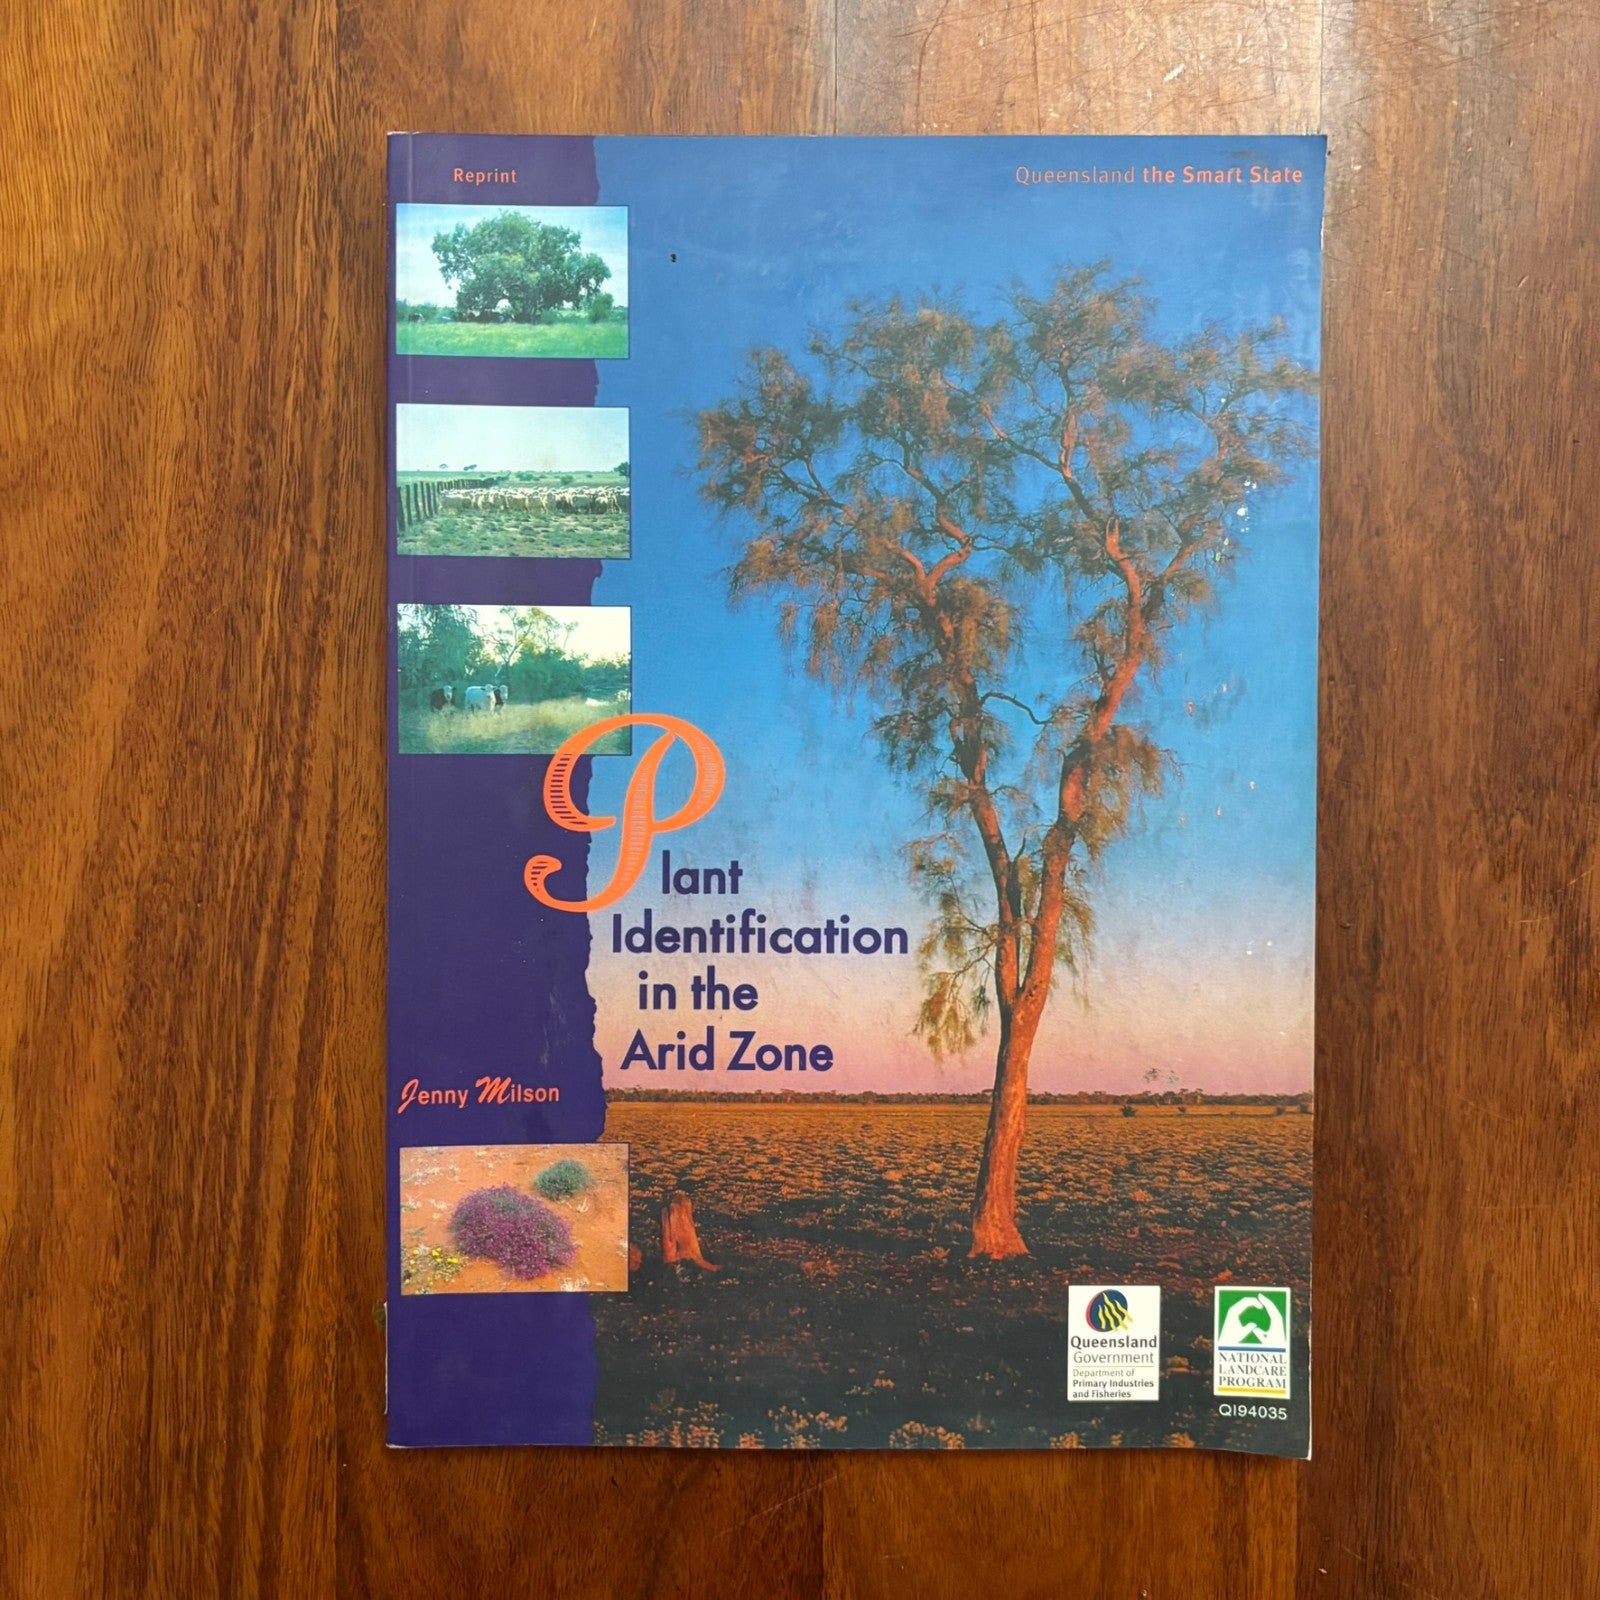 Reprint
Queensland the Smart State
Plant
Identification
in the
Arid Zone
Jenny Milson
Queensland
Government
Department of
Primary Industries
and Fisheries
NATIONAL
LANDCARE
PROGRAM
QI94035